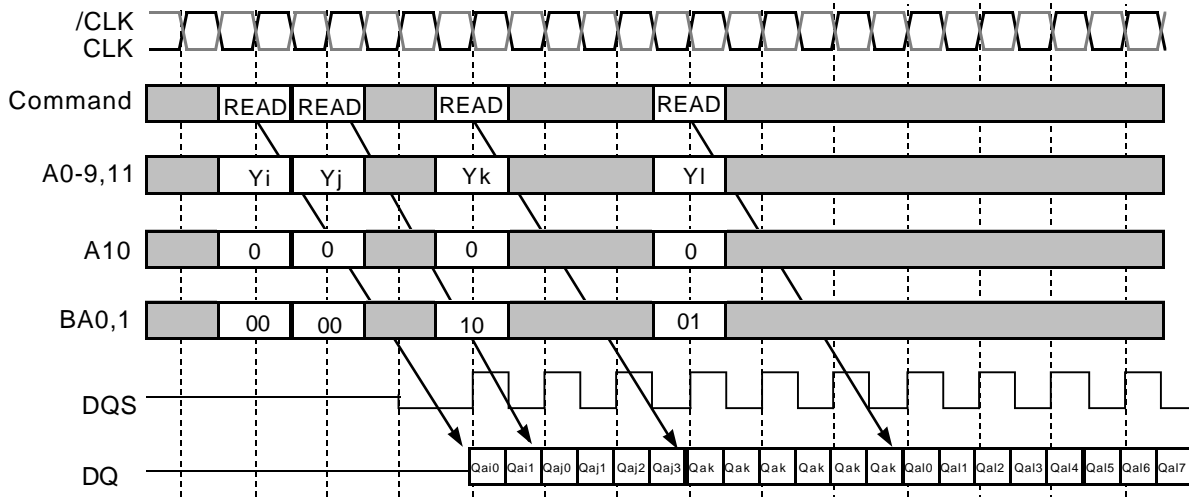 /CLK
CLK
Command READ READ READ READ
A0-9,11 Yi Yj Yk Yl
A10 0 0 0 0
BA0,1 00 00 10 01
DQS
DQ Qai0 Qai1 Qaj0 Qaj1 Qaj2 Qaj3 Qak Qak Qak Qak Qak Qak Qal0 Qal1 Qal2 Qal3 Qal4 Qal5 Qal6 Qal7